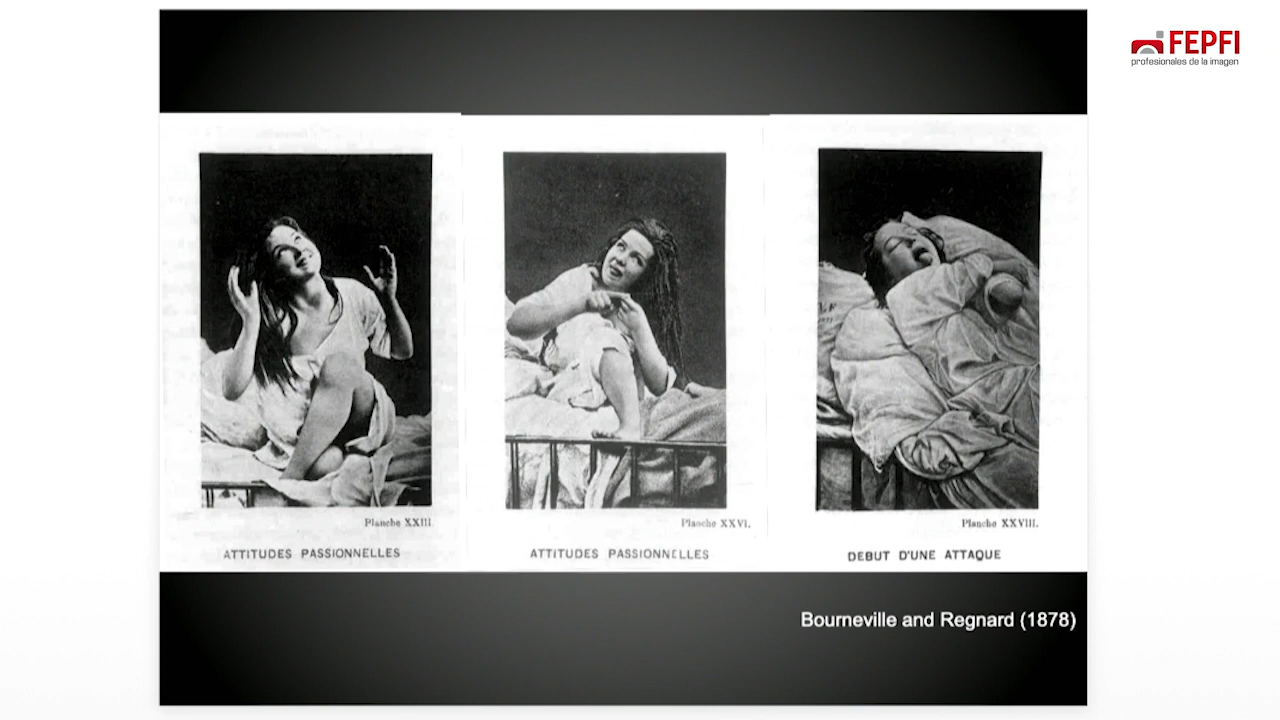 FEPFI
profesionales de la imagen
Planche XXIII
ATTITUDES PASSIONNELLES
Planche XXVI.
ATTITUDES PASSIONNELLES
Planche XXVIII.
DEBUT D'UNE ATTAQUE
Bourneville and Regnard (1878)